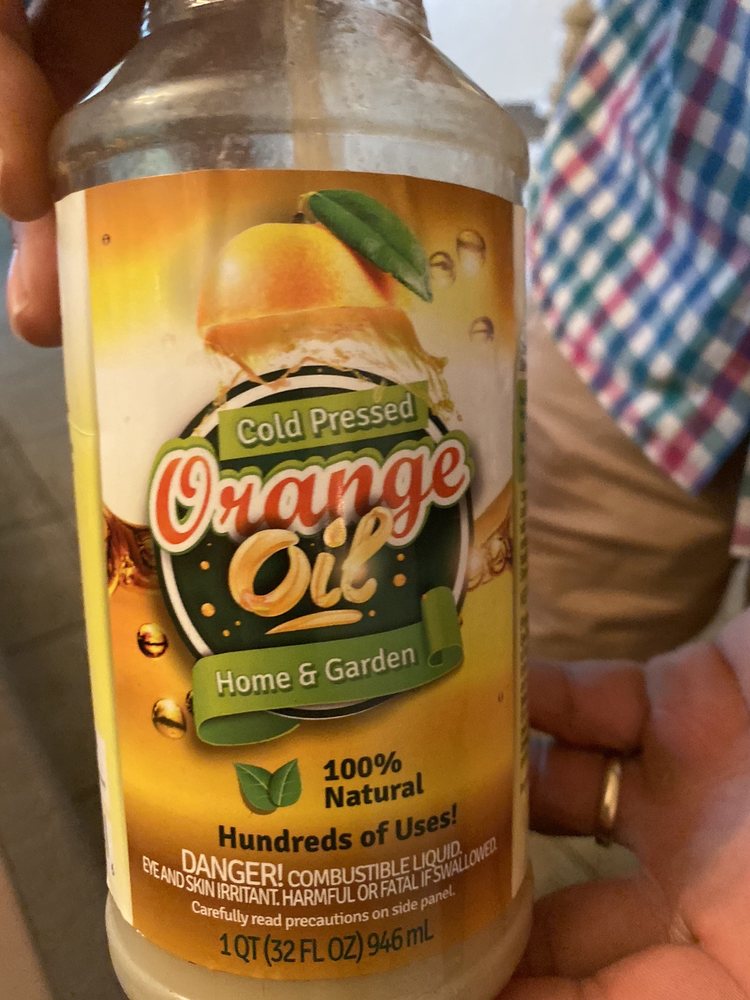 Cold Pressed
Orange
Oil
Home & Garden
100%
Natural
Hundreds of Uses!
DANGER! COMBUSTIBLE LIQUID.
EYE AND SKIN IRRITANT. HARMFUL OR FATAL IF SWALLOWED.
Carefully read precautions on side panel.
1 QT (32 FL OZ) 946 mL